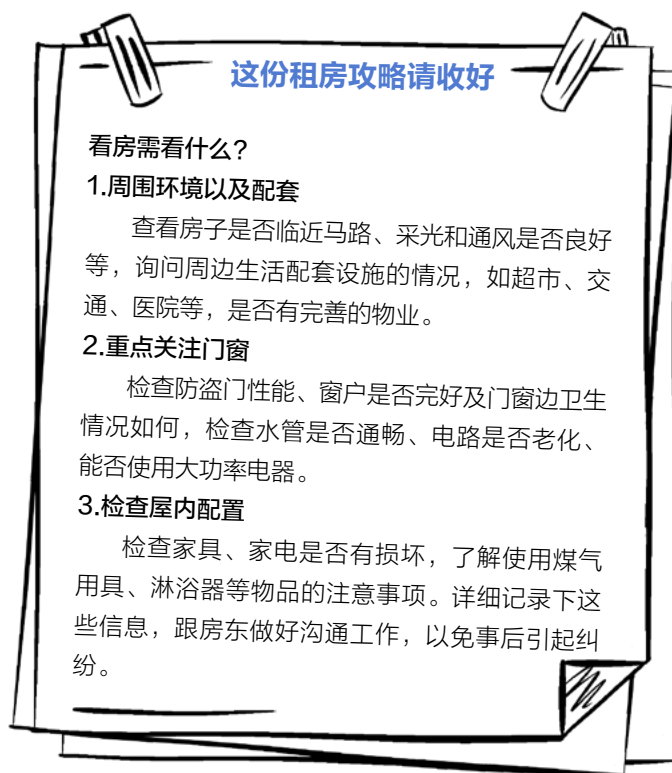 这份租房攻略请收好
看房需看什么？
1.周围环境以及配套
查看房子是否临近马路、采光和通风是否良好
等，询问周边生活配套设施的情况，如超市、交
通、医院等，是否有完善的物业。
2.重点关注门窗
检查防盗门性能、窗户是否完好及门窗边卫生
情况如何，检查水管是否通畅、电路是否老化、
能否使用大功率电器。
3.检查屋内配置
检查家具、家电是否有损坏，了解使用煤气
用具、淋浴器等物品的注意事项。详细记录下这
些信息，跟房东做好沟通工作，以免事后引起纠
纷。